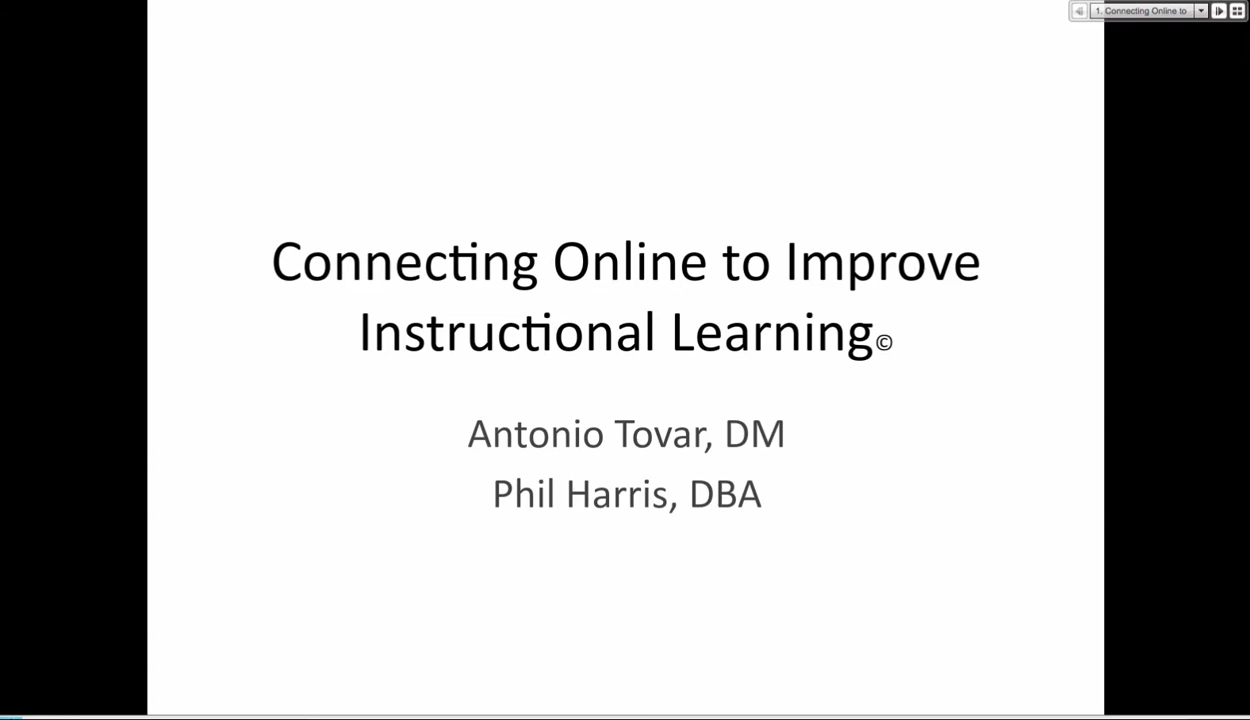 1. Connecting Online to
Connecting Online to Improve
Instructional Learning©
Antonio Tovar, DM
Phil Harris, DBA